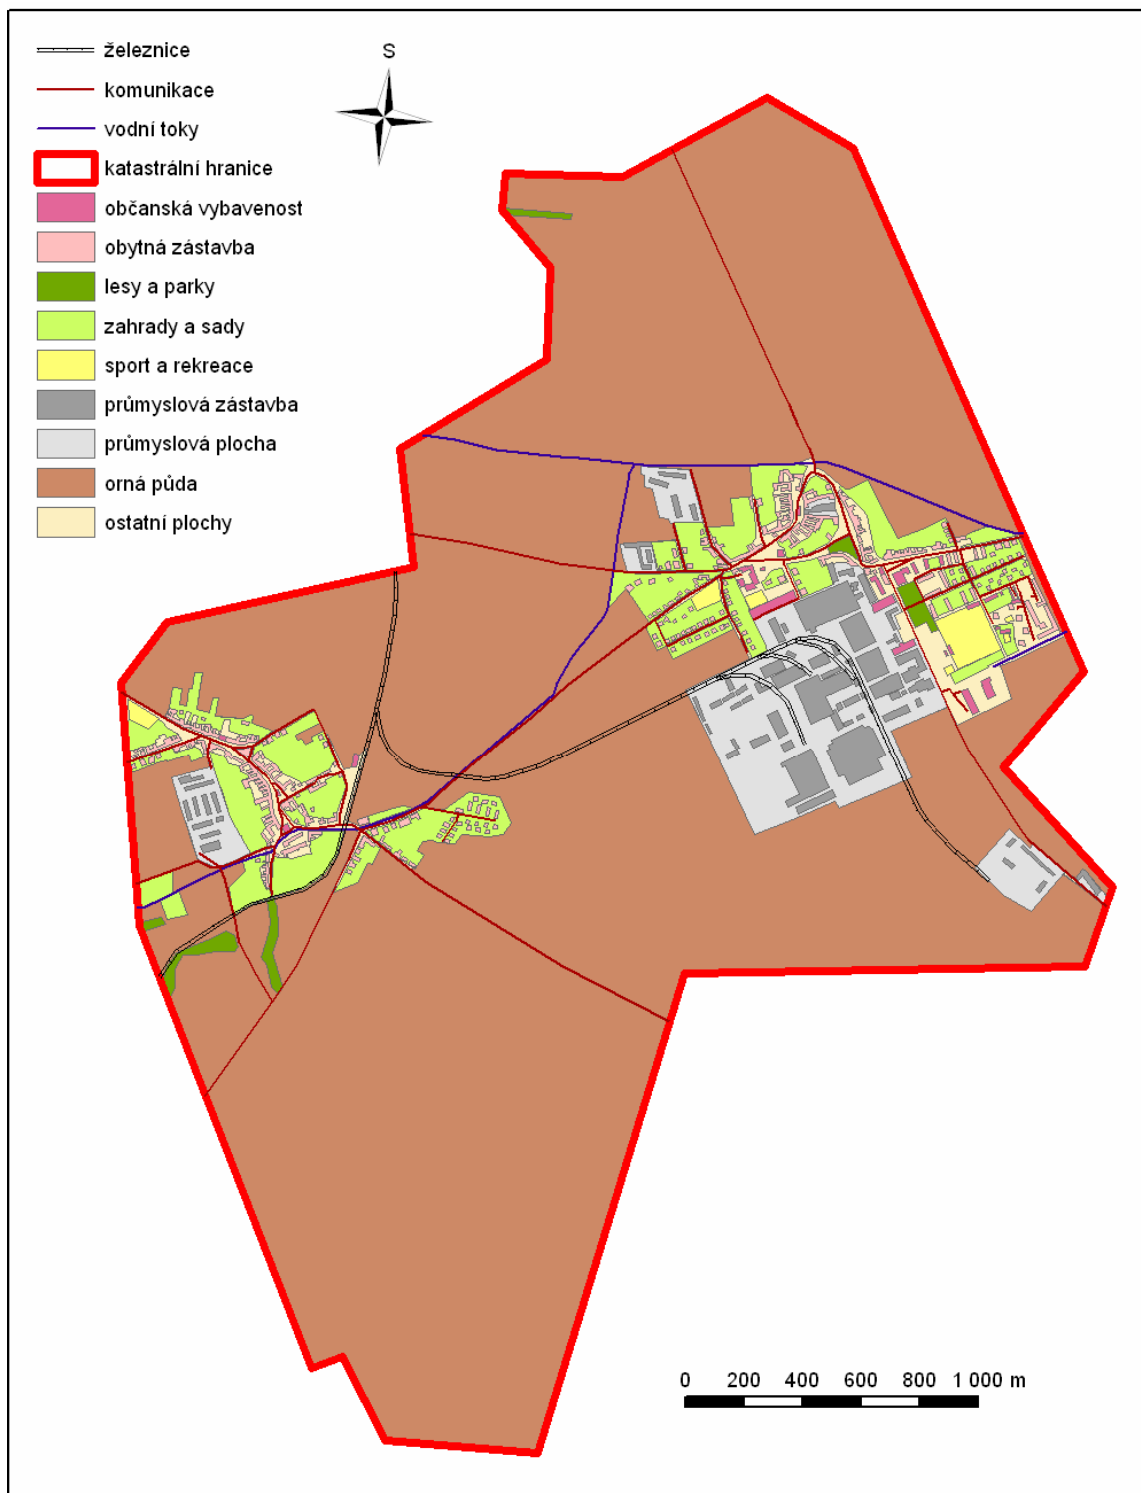 železnice
S
komunikace
vodní toky
katastrální hranice
občanská vybavenost
obytná zástavba
lesy a parky
zahrady a sady
sport a rekreace
průmyslová zástavba
průmyslová plocha
orná půda
ostatní plochy
0 200 400 600 800 1 000 m